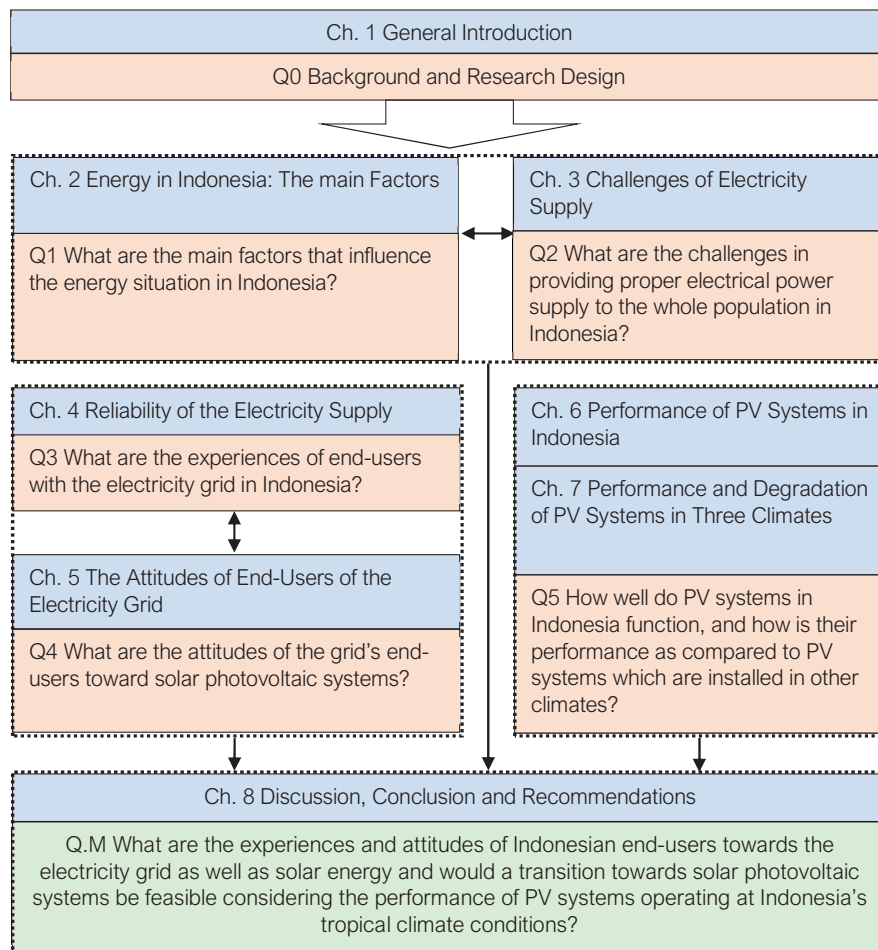 Ch. 1 General Introduction
Q0 Background and Research Design
Ch. 2 Energy in Indonesia: The main Factors
Q1 What are the main factors that influence
the energy situation in Indonesia?
Ch. 3 Challenges of Electricity
Supply
Q2 What are the challenges in
providing proper electrical power
supply to the whole population in
Indonesia?
Ch. 4 Reliability of the Electricity Supply
Q3 What are the experiences of end-users
with the electricity grid in Indonesia?
Ch. 5 The Attitudes of End-Users of the
Electricity Grid
Q4 What are the attitudes of the grid's end-
users toward solar photovoltaic systems?
Ch. 6 Performance of PV Systems in
Indonesia
Ch. 7 Performance and Degradation
of PV Systems in Three Climates
Q5 How well do PV systems in
Indonesia function, and how is their
performance as compared to PV
systems which are installed in other
climates?
Ch. 8 Discussion, Conclusion and Recommendations
Q.M What are the experiences and attitudes of Indonesian end-users towards the
electricity grid as well as solar energy and would a transition towards solar photovoltaic
systems be feasible considering the performance of PV systems operating at Indonesia's
tropical climate conditions?